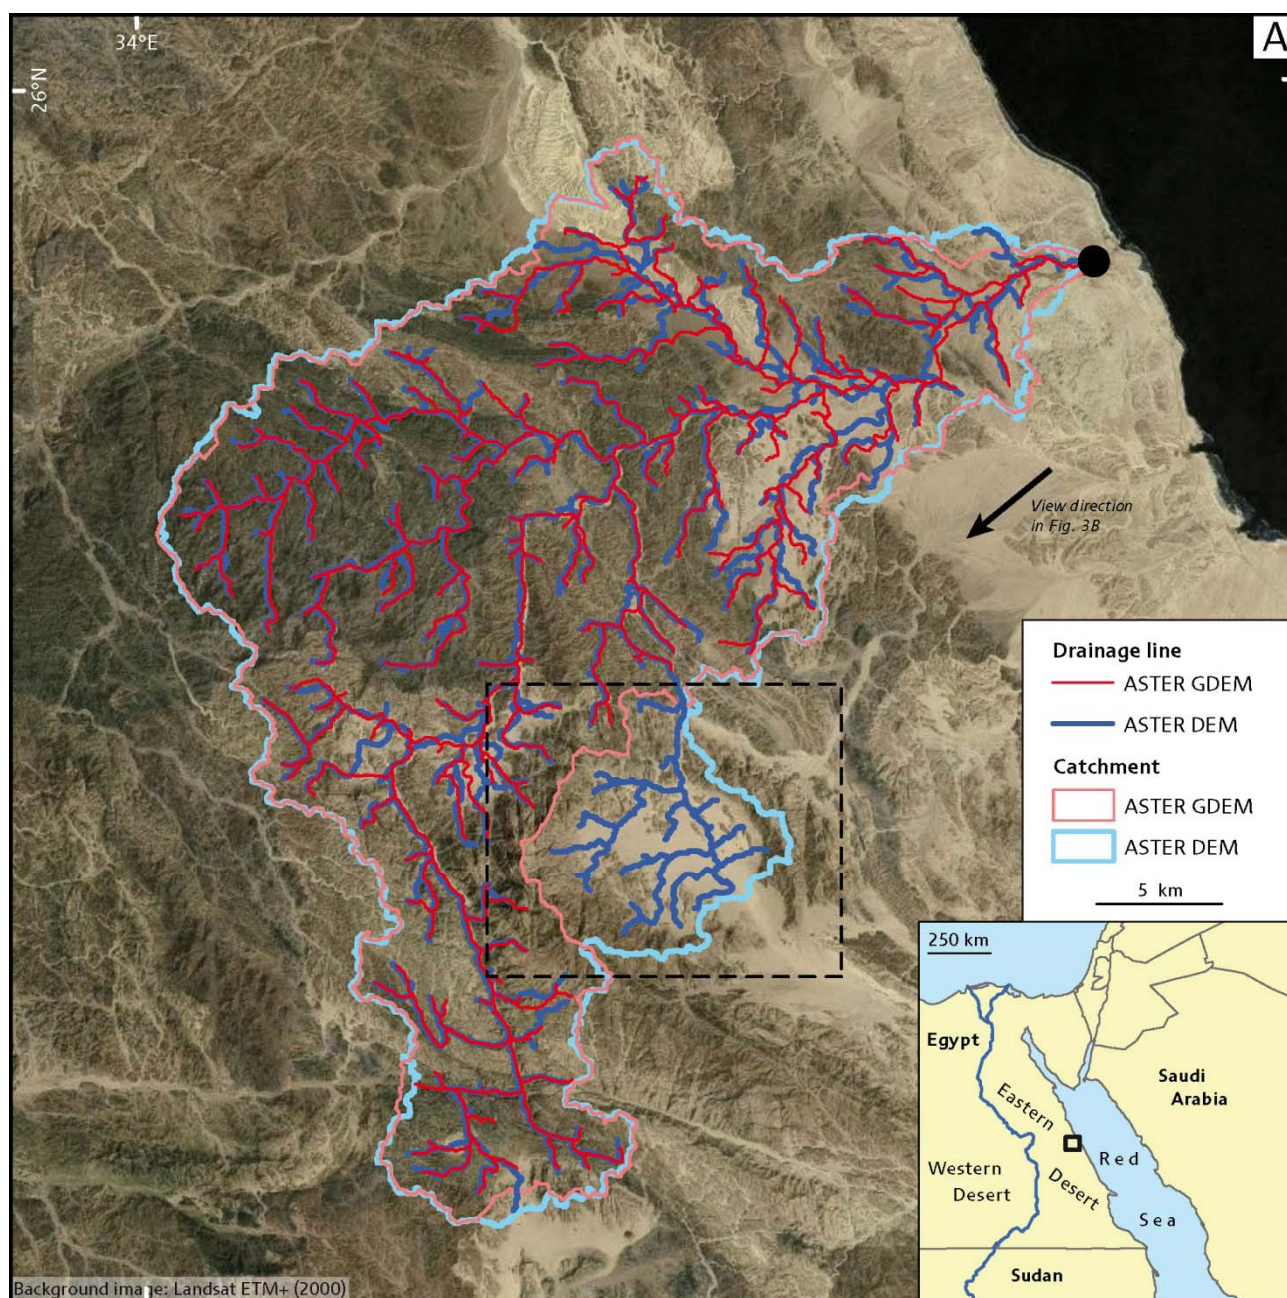 34°E
A
26°N
View direction
in Fig. 3B
Drainage line
ASTER GDEM
ASTER DEM
Catchment
ASTER GDEM
ASTER DEM
5 km
250 km
Egypt
Saudi
Arabia
Eastern
Desert
Red
Sea
Western
Desert
Sudan
Background image: Landsat ETM+ (2000)